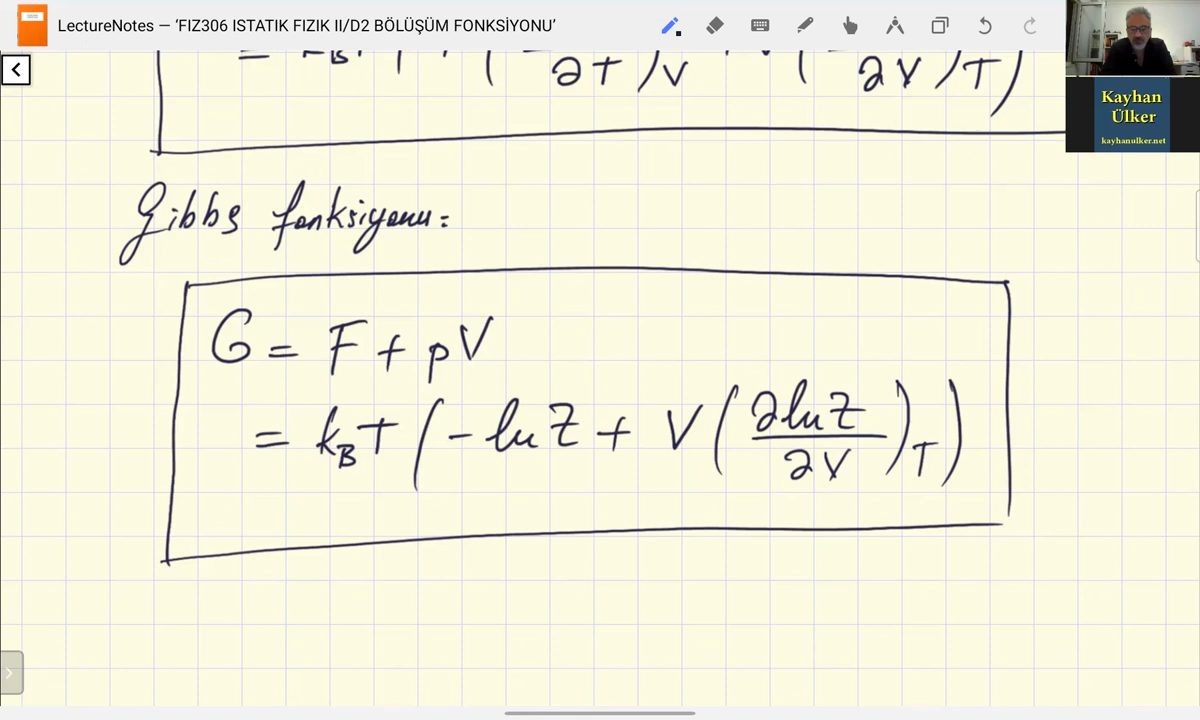 LectureNotes — ‘FIZ306 ISTATIK FIZIK II/D2 BÖLÜŞÜM FONKSİYONU’
Kayhan
Ülker
kayhanulker.net
∂T)V ∂V)T)
Gibbs fonksiyonu:
G = F + pV
= k_B T ( - ln Z + V ( ∂ ln Z / ∂V )_T )